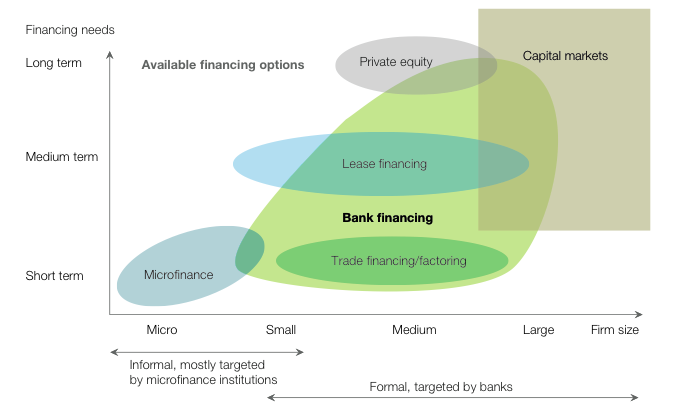 Financing needs
Long term
Available financing options
Private equity
Capital markets
Medium term
Lease financing
Bank financing
Short term
Microfinance
Trade financing/factoring
Micro
Small
Medium
Large
Firm size
Informal, mostly targeted
by microfinance institutions
Formal, targeted by banks